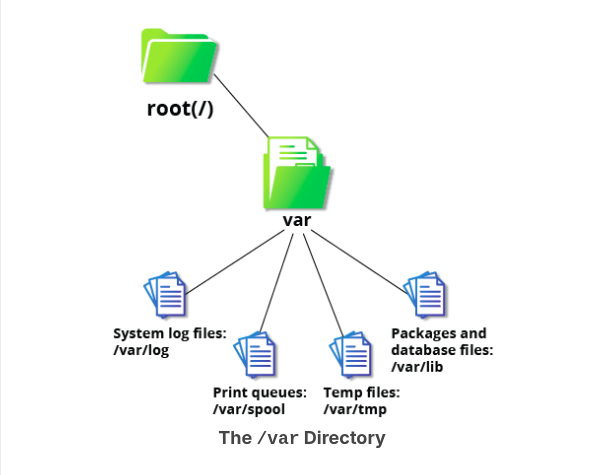 root(/)
var
System log files:
/var/log
Packages and
database files:
/var/lib
Print queues:
/var/spool
Temp files:
/var/tmp
The /var Directory